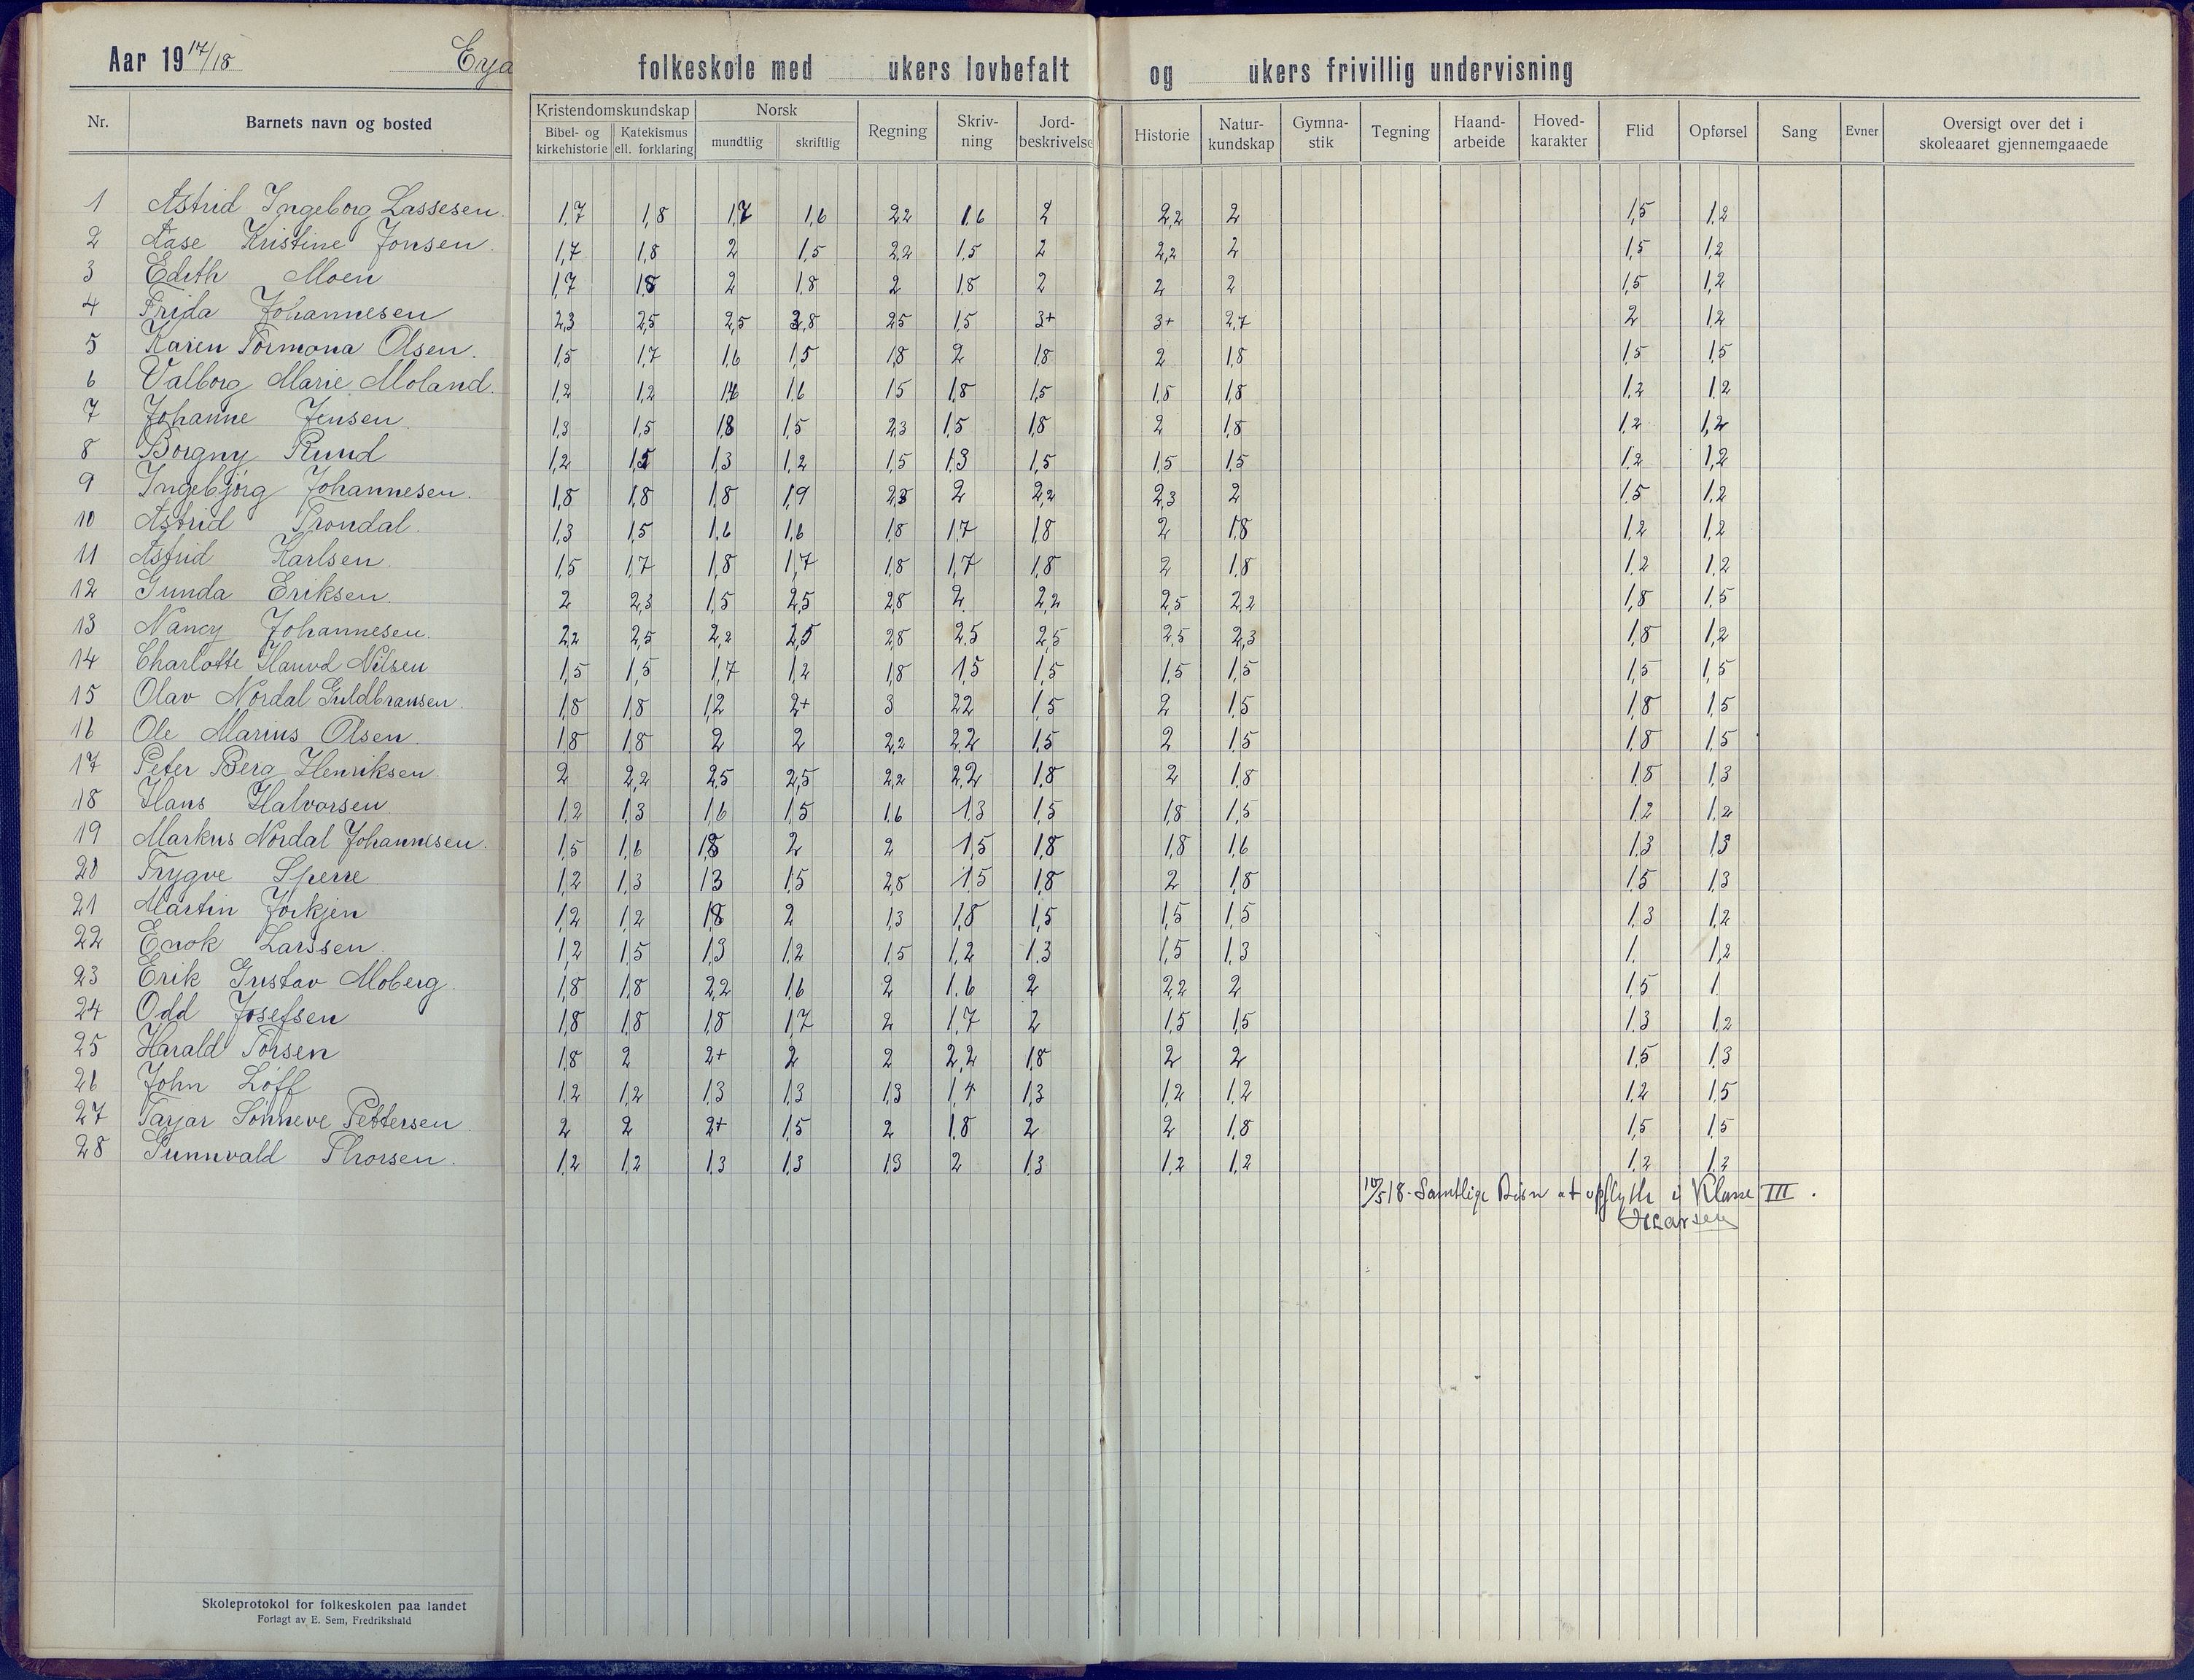 Aar 19 17/18 Eyd folkeskole med ukers lovbefalt og ukers frivillig undervisning
Nr. Barnets navn og bosted Kristendomskundskap Bibel- og kirkehistorie Katekismus ell. forklaring Norsk mundtlig skriftlig Regning Skriv-ning Jord-beskrivelse Historie Natur-kundskap Gymna-stik Tegning Haand-arbeide Hoved-karakter Flid Opførsel Sang Evner Oversigt over det i skoleaaret gjennemgaaede
1 Astrid Ingeborg Lassesen 1,7 1,8 1,7 1,6 2,2 1,6 2 2,2 2 1,5 1,2
2 Aase Kristine Jonsen 1,7 1,8 2 1,5 2,2 1,5 2 2,2 2 1,5 1,2
3 Edith Moen 1,7 1,8 2 1,8 2 1,8 2 2 2 1,5 1,2
4 Frida Johannesen 2,3 2,5 2,5 2,8 2,5 1,5 3+ 3+ 2,7 2 1,2
5 Karen Tormona Olsen. 1,5 1,7 1,6 1,5 1,8 2 1,8 2 1,8 1,5 1,5
6 Valborg Marie Moland. 1,2 1,2 1,4 1,6 1,5 1,8 1,5 1,5 1,8 1,2 1,2
7 Johanne Jensen. 1,3 1,5 1,8 1,5 2,3 1,5 1,8 2 1,8 1,2 1,2
8 Borgny Ruud 1,2 1,5 1,3 1,2 1,5 1,3 1,5 1,5 1,5 1,2 1,2
9 Ingebjørg Johannesen. 1,8 1,8 1,8 1,9 2,3 2 2,2 2,3 2 1,5 1,2
10 Astrid Trondal. 1,3 1,5 1,6 1,6 1,8 1,7 1,8 2 1,8 1,2 1,2
11 Astrid Karlsen. 1,5 1,7 1,8 1,7 1,8 1,7 1,8 2 1,8 1,2 1,2
12 Gunda Eriksen. 2 2,3 1,5 2,5 2,8 2 2,2 2,5 2,2 1,8 1,5
13 Nancy Johannesen. 2,2 2,5 2,2 2,5 2,8 2,5 2,5 2,5 2,3 1,8 1,2
14 Charlotte Nilsen 1,5 1,5 1,7 1,2 1,8 1,5 1,5 1,5 1,5 1,5 1,5
15 Olav Nordal Guldbransen. 1,8 1,8 1,2 2+ 3 2,2 1,5 2 1,5 1,8 1,5
16 Ole Marius Olsen 1,8 1,8 2 2 2,2 2,2 1,5 2 1,5 1,8 1,5
17 Peter Berg Henriksen. 2 2,2 2,5 2,5 2,2 2,2 1,8 2 1,8 1,8 1,3
18 Hans Halvorsen 1,2 1,3 1,6 1,5 1,6 1,3 1,5 1,8 1,5 1,2 1,2
19 Markus Nordal Johannesen. 1,5 1,6 1,8 2 2 1,5 1,8 1,8 1,6 1,3 1,3
20 Trygve Sperre 1,2 1,3 1,3 1,5 2,8 1,5 1,8 2 1,8 1,5 1,3
21 Martin Jorkjen 1,2 1,2 1,8 2 1,3 1,8 1,5 1,5 1,5 1,3 1,2
22 Enok Larssen. 1,2 1,5 1,3 1,2 1,5 1,2 1,3 1,5 1,3 1. 1,2
23 Erik Gustav Moberg. 1,8 1,8 2,2 1,6 2 1,6 2 2,2 2 1,5 1
24 Odd Josefsen 1,8 1,8 1,8 1,7 2 1,7 2 1,5 1,5 1,3 1,2
25 Harald Torsen 1,8 2 2+ 2 2 2,2 1,8 2 2 1,5 1,3
26 John Löff 1,2 1,2 1,3 1,3 1,3 1,4 1,3 1,2 1,2 1,2 1,5
27 Tarjar Sønneve Pettersen 2 2 2+ 1,5 2 1,8 2 2 1,8 1,5 1,5
28 Gunnvald Thorsen. 1,2 1,2 1,3 1,3 1,3 2 1,3 1,2 1,2 1,2 1,2
10/5 18. Samtlige Børn at opflytte i Klasse III.
Skoleprotokol for folkeskolen paa landet
Forlagt av E. Sem, Fredrikshald